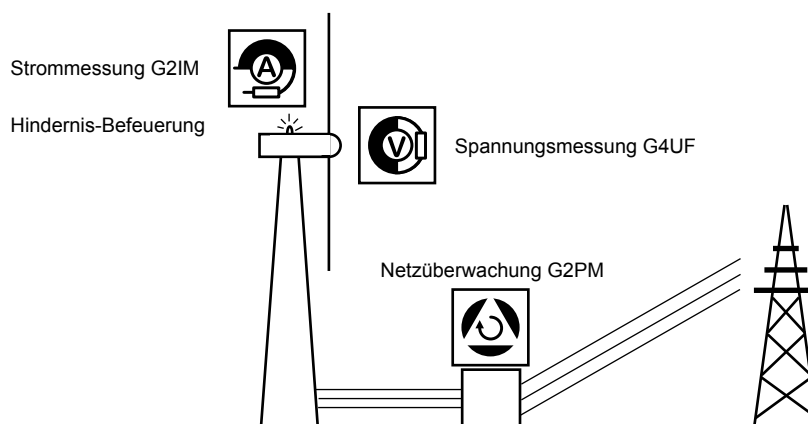 Strommessung G2IM
A
Hindernis-Befeuerung
V
Spannungsmessung G4UF
Netzüberwachung G2PM